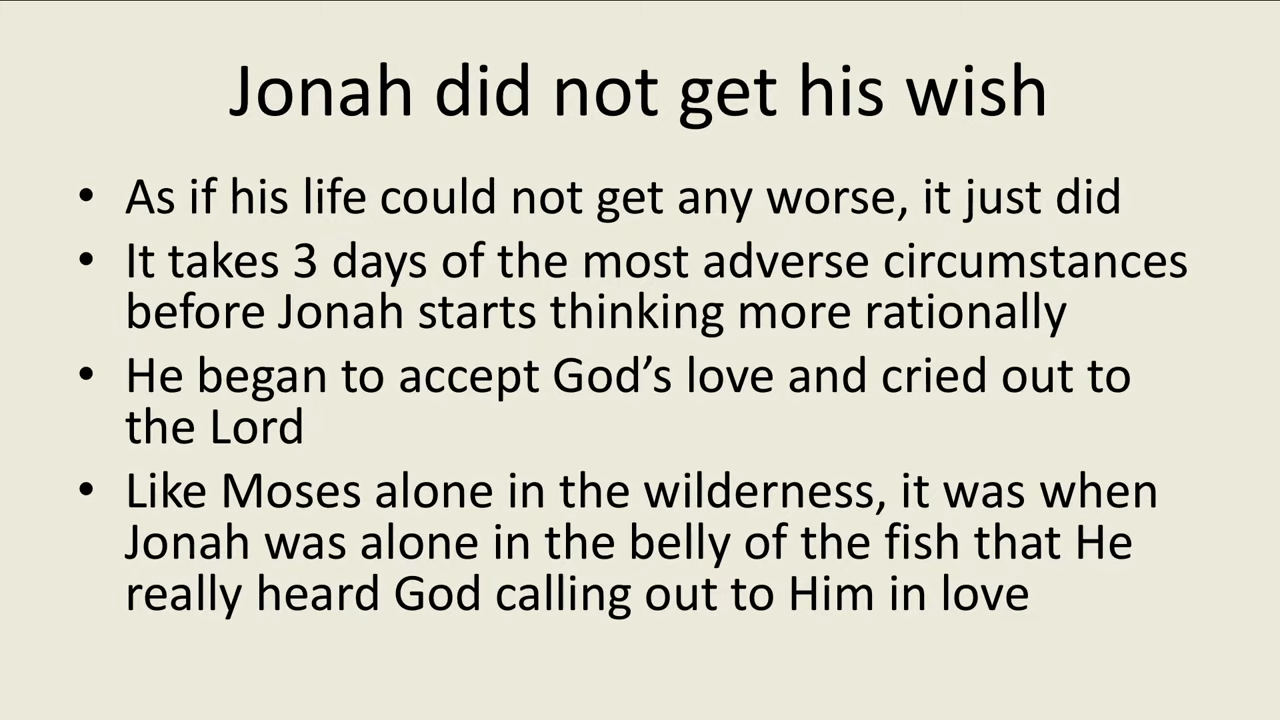 Jonah did not get his wish
• As if his life could not get any worse, it just did
• It takes 3 days of the most adverse circumstances
before Jonah starts thinking more rationally
• He began to accept God’s love and cried out to
the Lord
• Like Moses alone in the wilderness, it was when
Jonah was alone in the belly of the fish that He
really heard God calling out to Him in love